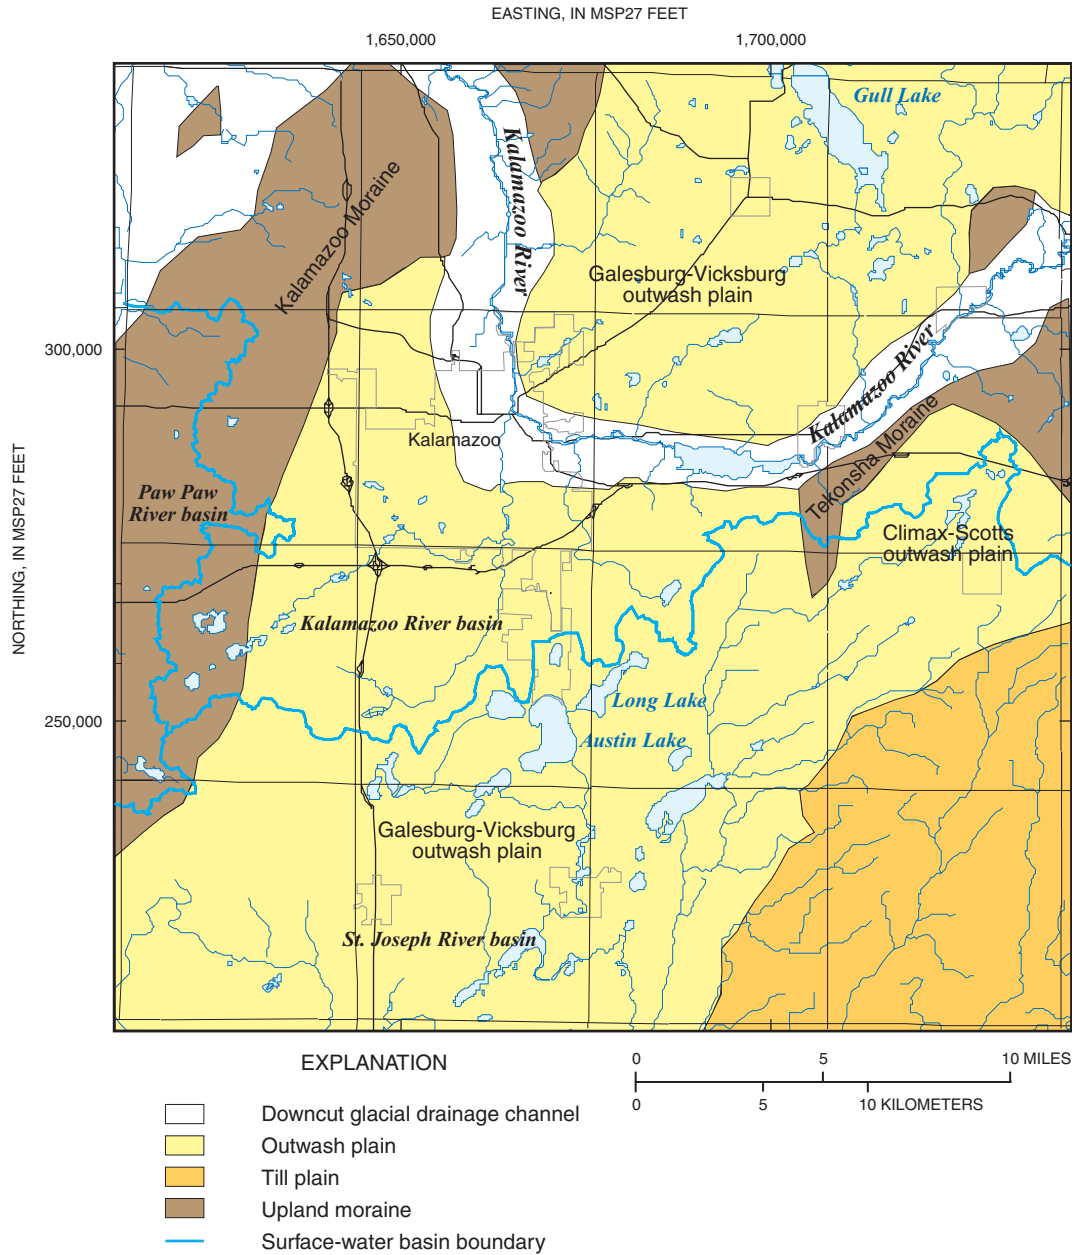 EASTING, IN MSP27 FEET
1,650,000
1,700,000
Gull Lake
Kalamazoo River
Kalamazoo Moraine
Galesburg-Vicksburg
outwash plain
300,000
Kalamazoo River
Kalamazoo
Tekonsha Moraine
NORTHING, IN MSP27 FEET
Paw Paw
River basin
Climax-Scotts
outwash plain
Kalamazoo River basin
Long Lake
250,000
Austin Lake
Galesburg-Vicksburg
outwash plain
St. Joseph River basin
EXPLANATION
0 5 10 MILES
0 5 10 KILOMETERS
Downcut glacial drainage channel
Outwash plain
Till plain
Upland moraine
Surface-water basin boundary